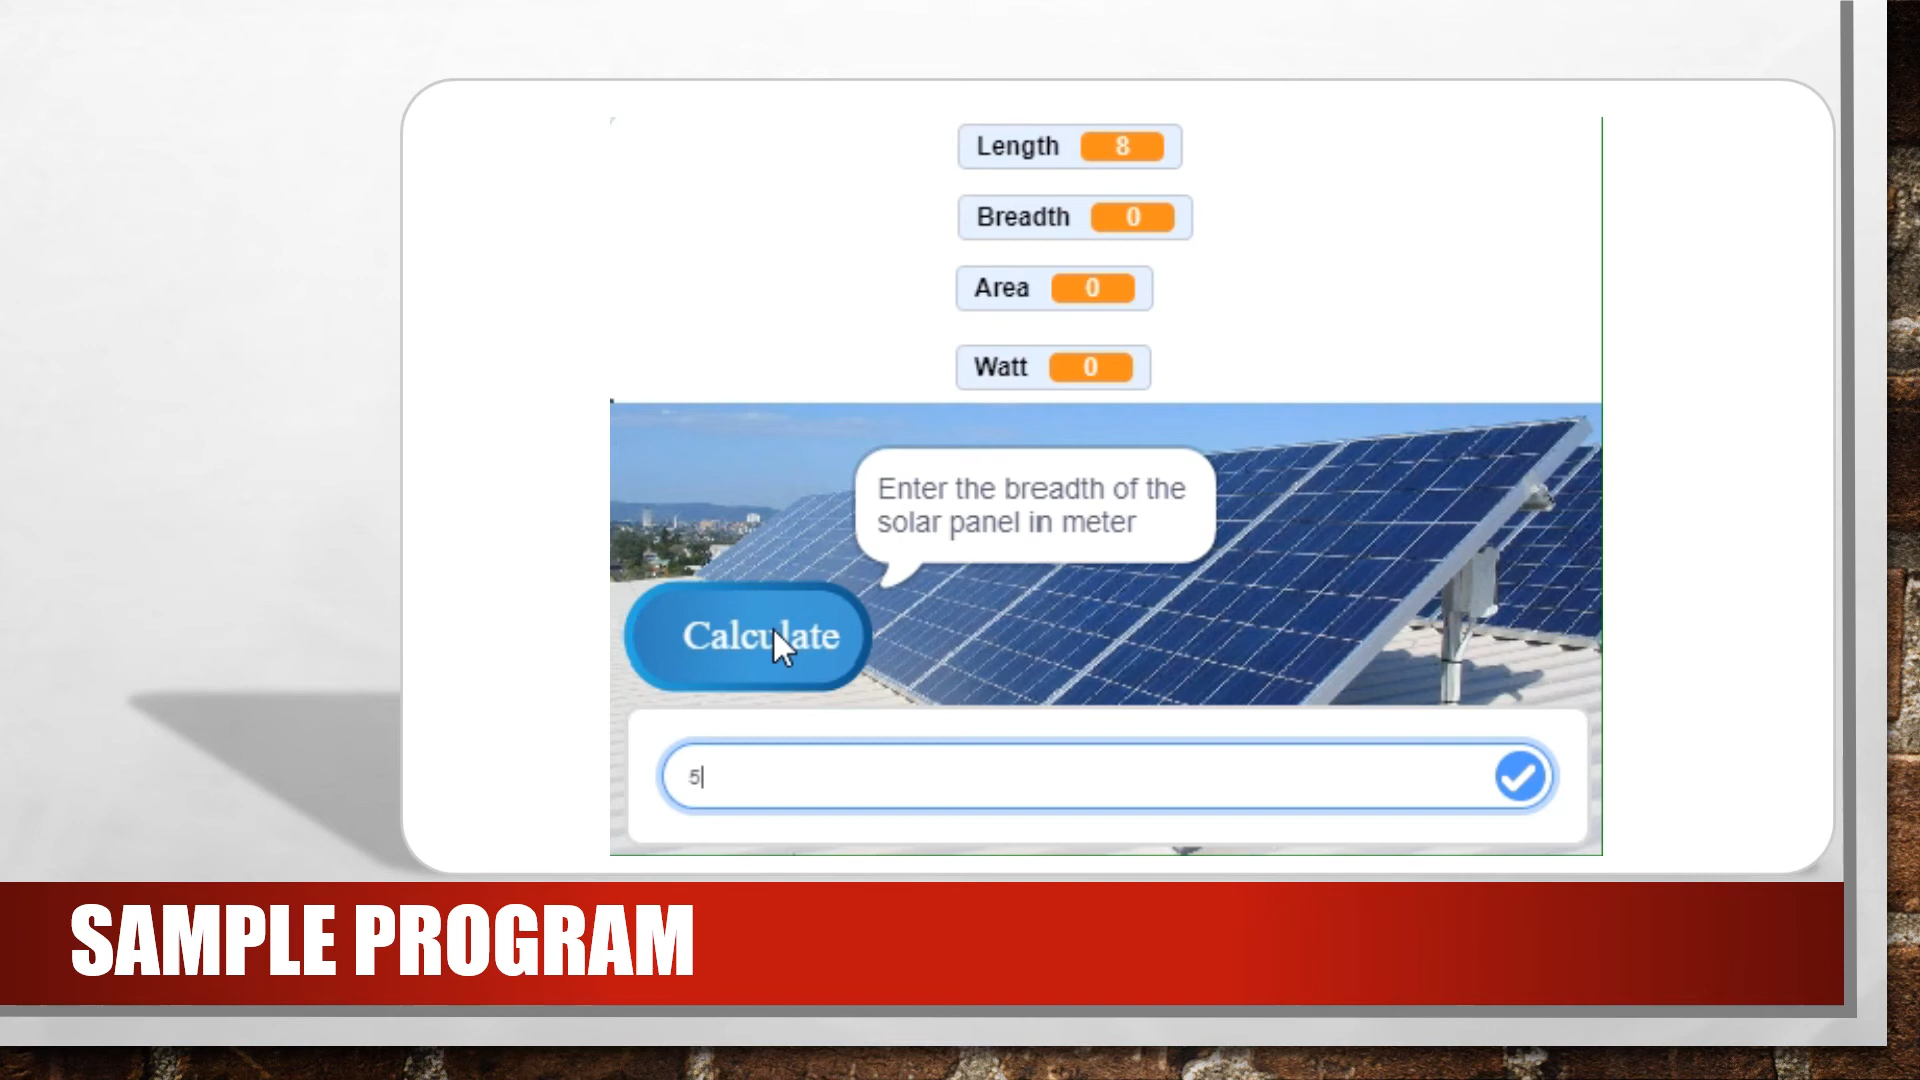 Length 8
Breadth 0
Area 0
Watt 0
Enter the breadth of the
solar panel in meter
Calculate
5
SAMPLE PROGRAM